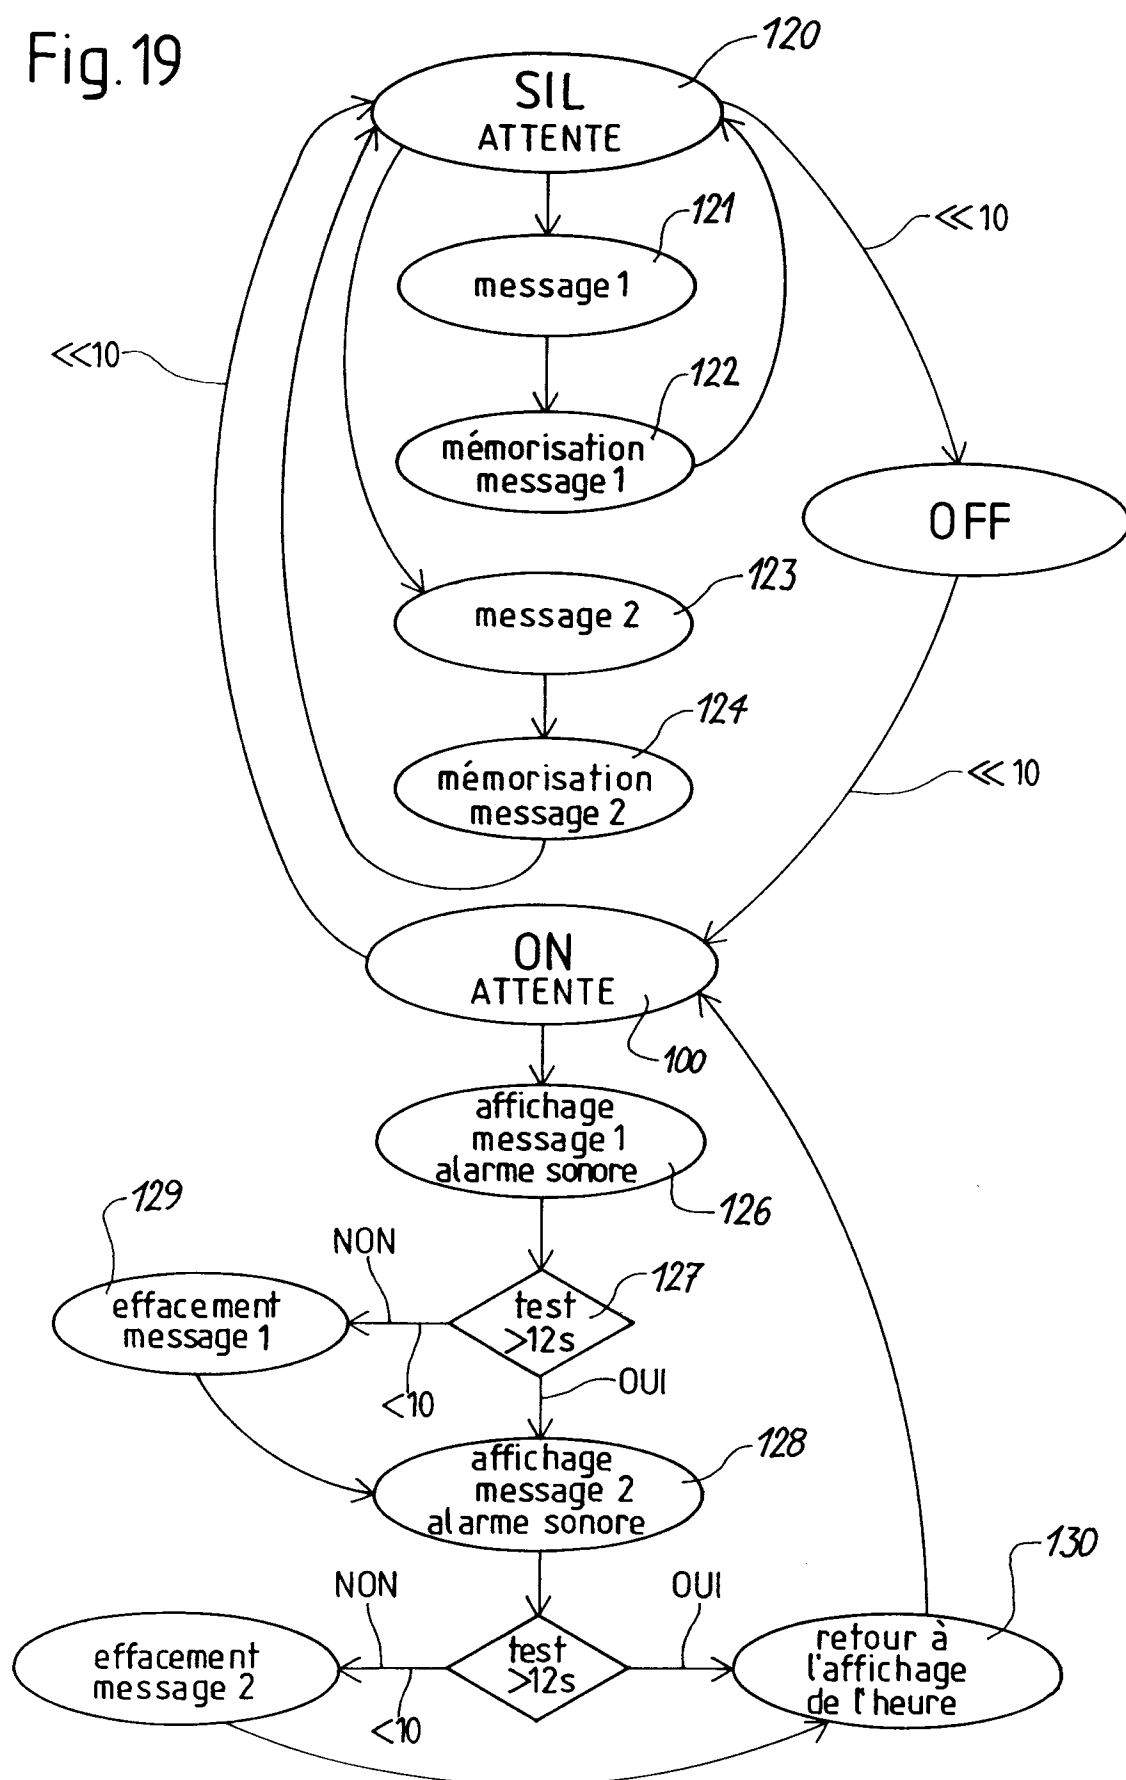 Fig. 19
120
SIL
ATTENTE
121
<<10
message 1
<<10
122
mémorisation
message 1
OFF
123
message 2
124
mémorisation
message 2
<<10
ON
ATTENTE
100
affichage
message 1
alarme sonore
126
129
NON
127
effacement
message 1
test
>12s
<10
OUI
128
affichage
message 2
alarme sonore
130
NON
OUI
effacement
message 2
test
>12s
<10
retour à
l'affichage
de l'heure